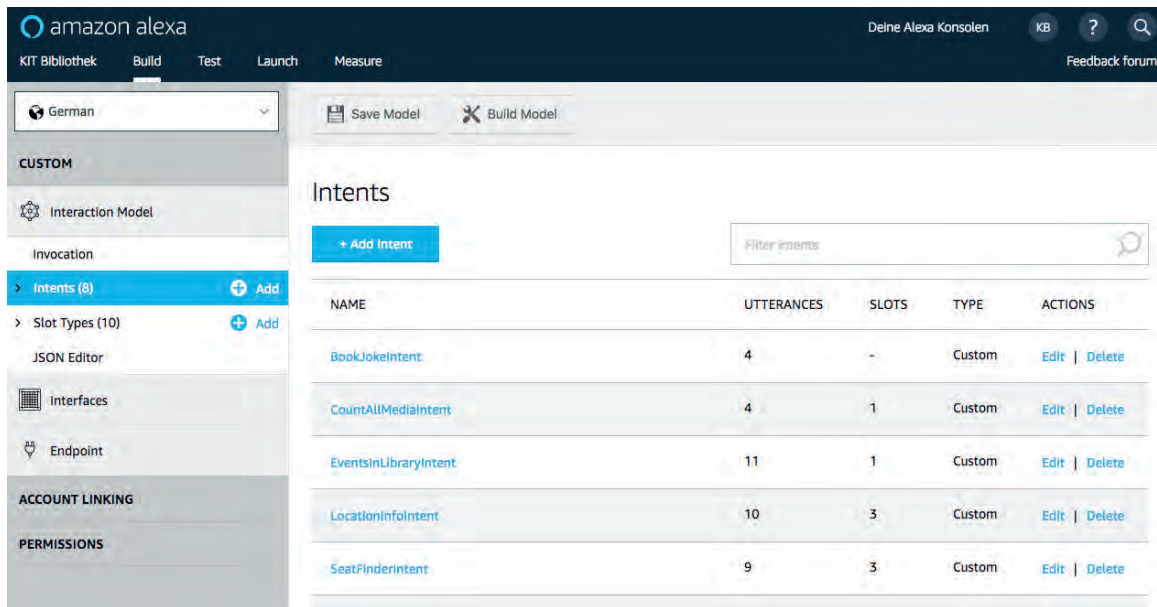 amazon alexa
Deine Alexa Konsolen
KB
?
KIT Bibliothek
Build
Test
Launch
Measure
Feedback forum
German
Save Model
Build Model
CUSTOM
Interaction Model
Invocation
Intents (8)
Add
Slot Types (10)
Add
JSON Editor
Interfaces
Endpoint
ACCOUNT LINKING
PERMISSIONS
Intents
+ Add Intent
Filter intents
NAME UTTERANCES SLOTS TYPE ACTIONS
BookJokeIntent 4 - Custom Edit | Delete
CountAllMediaIntent 4 1 Custom Edit | Delete
EventsInLibraryIntent 11 1 Custom Edit | Delete
LocationInfoIntent 10 3 Custom Edit | Delete
SeatFinderIntent 9 3 Custom Edit | Delete